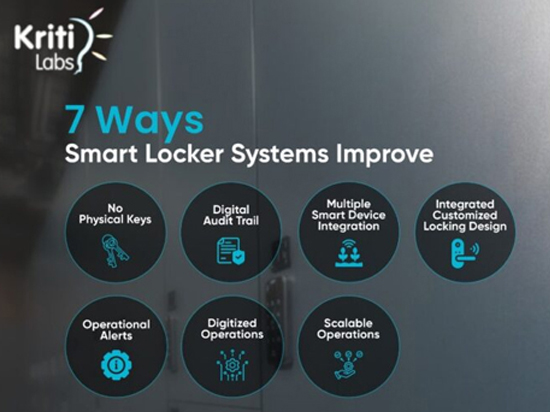 Kriti
Labs
7 Ways
Smart Locker Systems Improve
No
Physical Keys
Digital
Audit Trail
Multiple
Smart Device
Integration
Integrated
Customized
Locking Design
Operational
Alerts
Digitized
Operations
Scalable
Operations